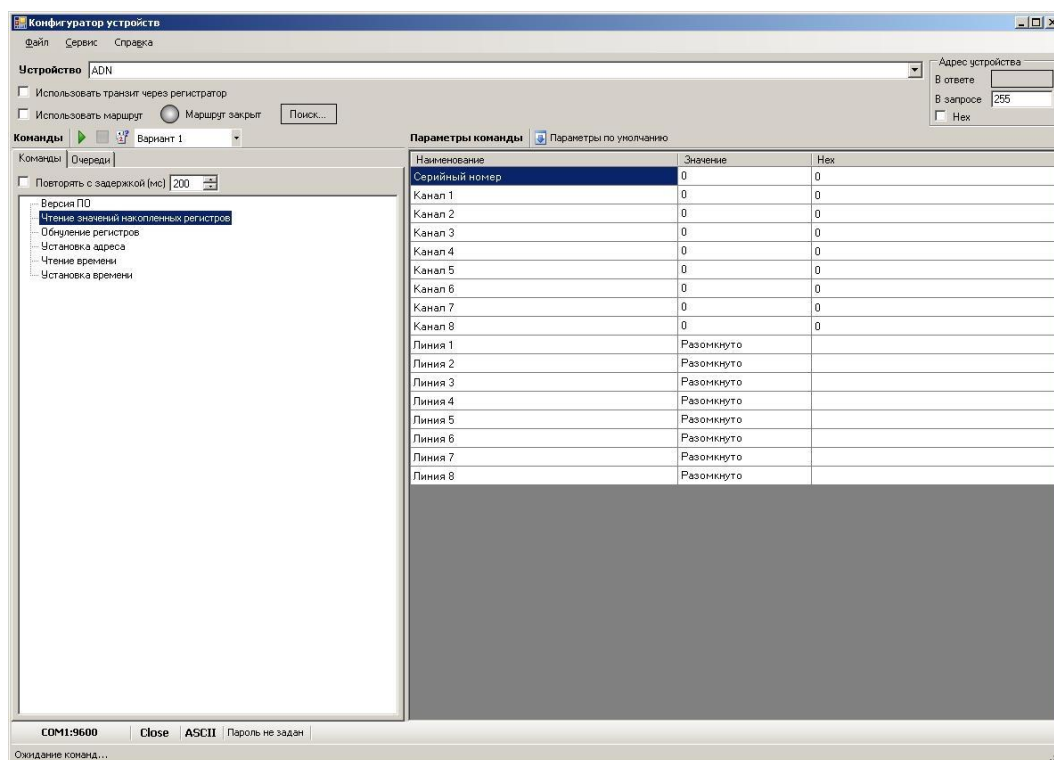 Конфигуратор устройств
Файл Сервис Справка
Устройство ADN
Адрес устройства
В ответе
Использовать транзит через регистратор
В запросе 255
Использовать маршрут Маршрут закрыт Поиск...
Hex
Команды Вариант 1
Параметры команды Параметры по умолчанию
Команды Очереди
Повторять с задержкой (мс) 200
Версия ПО
Чтение значений накопленных регистров
Обнуление регистров
Установка адреса
Чтение времени
Установка времени
Наименование Значение Hex
Серийный номер 0 0
Канал 1 0 0
Канал 2 0 0
Канал 3 0 0
Канал 4 0 0
Канал 5 0 0
Канал 6 0 0
Канал 7 0 0
Канал 8 0 0
Линия 1 Разомкнуто
Линия 2 Разомкнуто
Линия 3 Разомкнуто
Линия 4 Разомкнуто
Линия 5 Разомкнуто
Линия 6 Разомкнуто
Линия 7 Разомкнуто
Линия 8 Разомкнуто
COM1:9600 Close ASCII Пароль не задан
Ожидание команд...